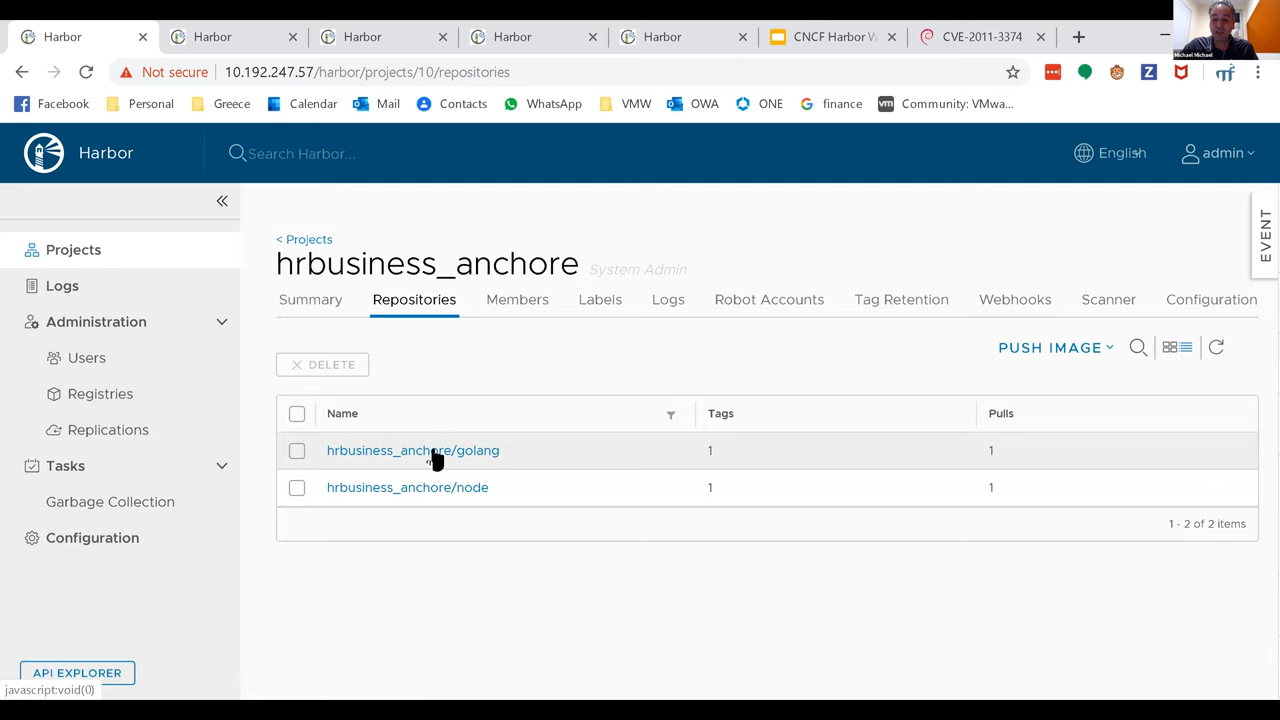 Harbor
Harbor
Harbor
Harbor
Harbor
CNCF Harbor W
CVE-2011-3374
Michael Michael
Not secure
10.192.247.57/harbor/projects/10/repositories
Facebook
Personal
Greece
Calendar
Mail
Contacts
WhatsApp
VMW
OWA
ONE
finance
Community: VMwa...
Harbor
Search Harbor...
English
admin
EVENT
Projects
Logs
Administration
Users
Registries
Replications
Tasks
Garbage Collection
Configuration
API EXPLORER
javascript:void(0)
< Projects
hrbusiness_anchore System Admin
Summary Repositories Members Labels Logs Robot Accounts Tag Retention Webhooks Scanner Configuration
PUSH IMAGE
DELETE
Name Tags Pulls
hrbusiness_anchore/golang 1 1
hrbusiness_anchore/node 1 1
1 - 2 of 2 items